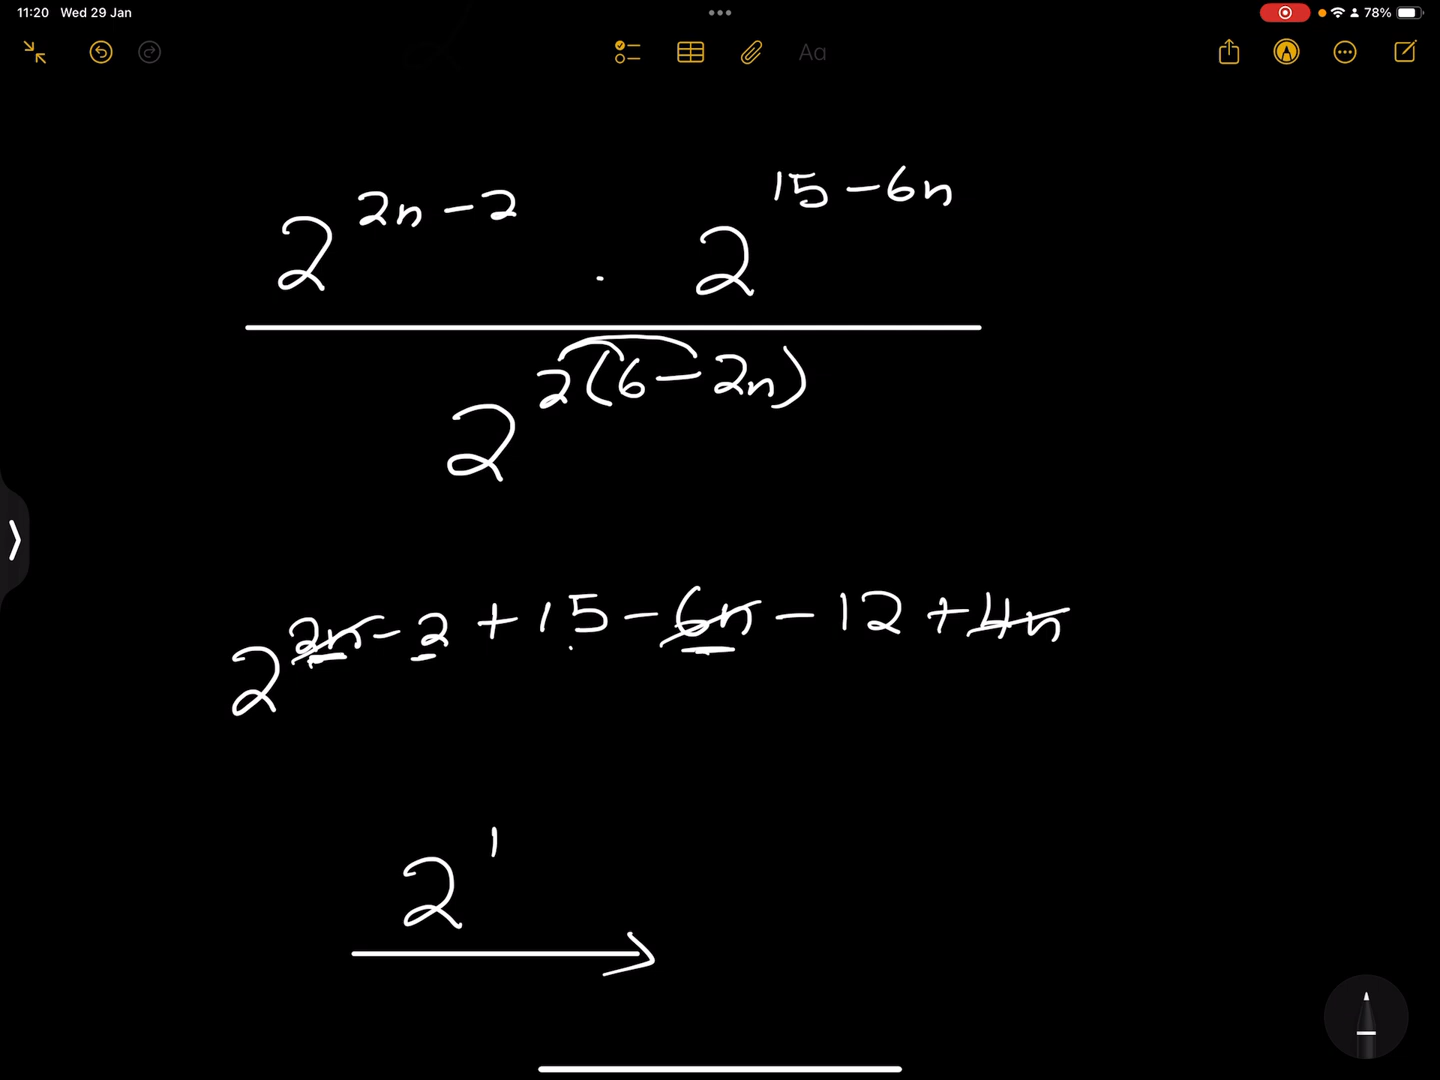 11:20 Wed 29 Jan 78%
Aa
2^{2n-2} . 2^{15-6n}
2^{2(6-2n)}
2^{2n-2+15-6n-12+4n}
2^{1}